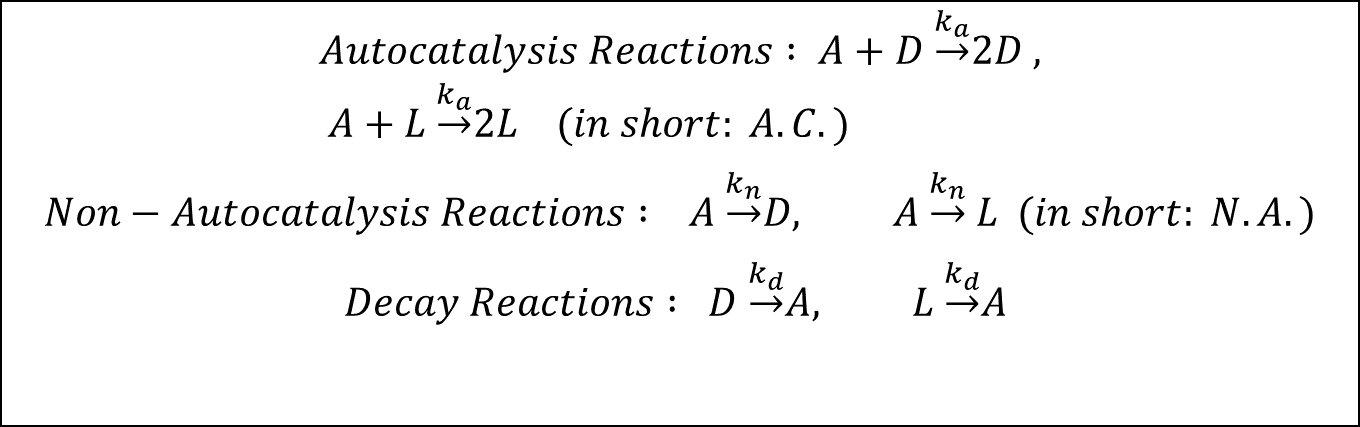 Autocatalysis Reactions : A + D →^{k_a} 2D ,
A + L →^{k_a} 2L (in short: A. C. )
Non − Autocatalysis Reactions : A →^{k_n} D, A →^{k_n} L (in short: N. A. )
Decay Reactions : D →^{k_d} A, L →^{k_d} A